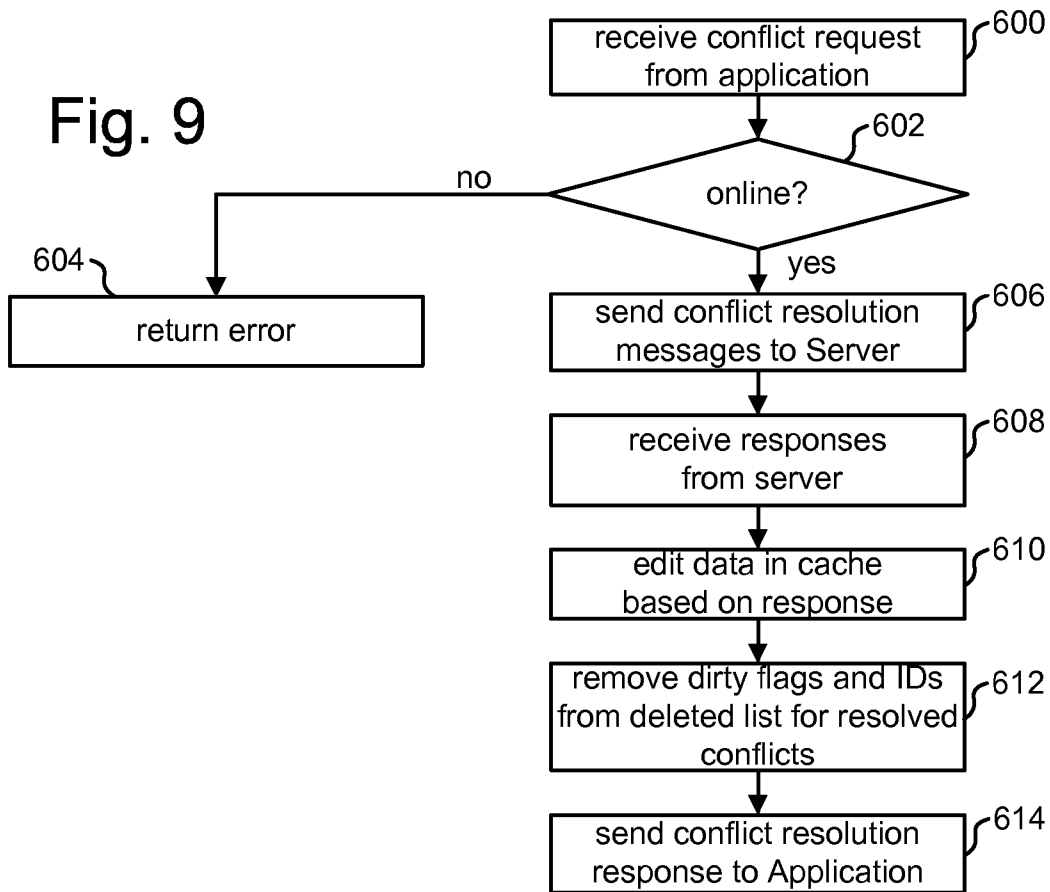 receive conflict request
from application
600
Fig. 9
602
no
online?
604
yes
return error
send conflict resolution
messages to Server
606
receive responses
from server
608
edit data in cache
based on response
610
remove dirty flags and IDs
from deleted list for resolved
conflicts
612
send conflict resolution
response to Application
614